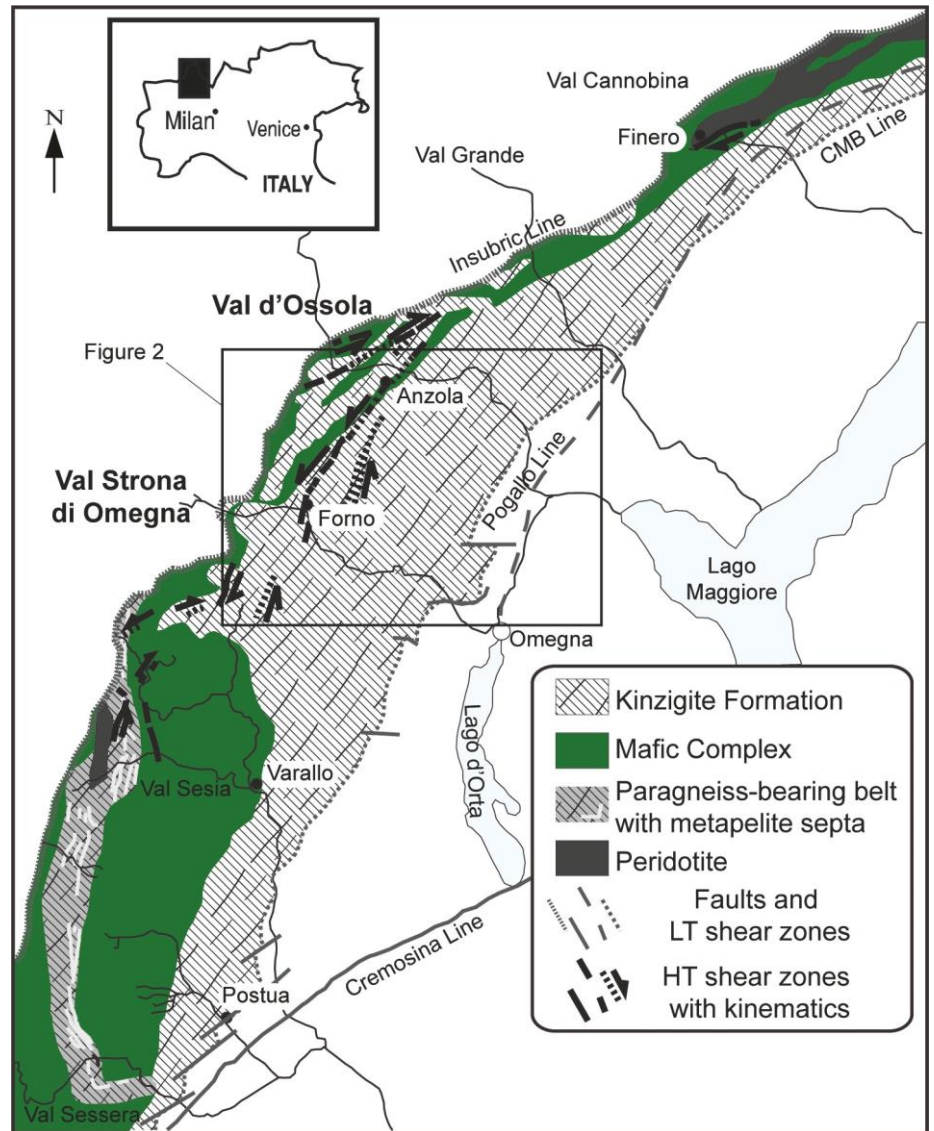 N
Milan
Venice
ITALY
Val Cannobina
Finero
CMB Line
Val Grande
Insubric Line
Val d'Ossola
Figure 2
Anzola
Val Strona
di Omegna
Forno
Pogallo Line
Lago
Maggiore
Omegna
Lago d'Orta
Varallo
Val Sesia
Cremosina Line
Postua
Val Sessera
Kinzigite Formation
Mafic Complex
Paragneiss-bearing belt
with metapelite septa
Peridotite
Faults and
LT shear zones
HT shear zones
with kinematics